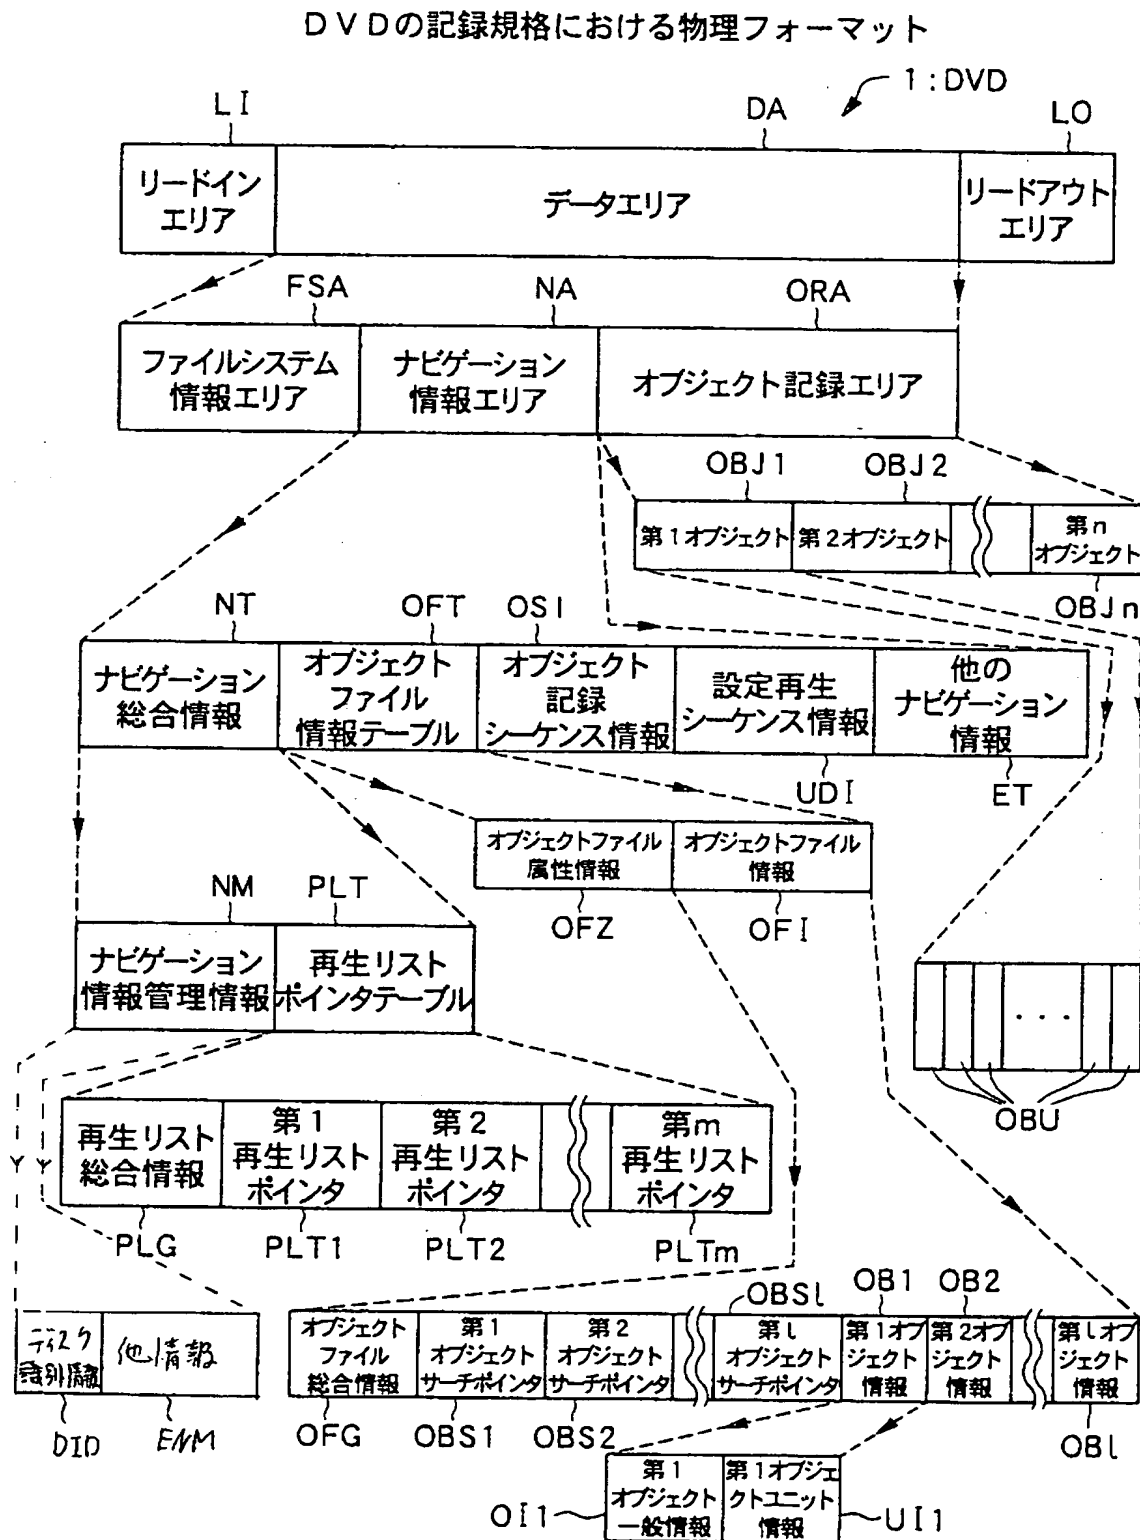 DVDの記録規格における物理フォーマット
1:DVD
LI
DA
LO
リードイン
エリア
データエリア
リードアウト
エリア
FSA
NA
ORA
ファイルシステム
情報エリア
ナビゲーション
情報エリア
オブジェクト記録エリア
OBJ1
OBJ2
第1オブジェクト
第2オブジェクト
第n
オブジェクト
OBJn
NT
OFT
OSI
ナビゲーション
総合情報
オブジェクト
ファイル
情報テーブル
オブジェクト
記録
シーケンス情報
設定再生
シーケンス情報
他の
ナビゲーション
情報
UDI
ET
オブジェクトファイル
属性情報
オブジェクトファイル
情報
OFZ
OFI
NM
PLT
ナビゲーション
情報管理情報
再生リスト
ポインタテーブル
...
OBU
再生リスト
総合情報
第1
再生リスト
ポインタ
第2
再生リスト
ポインタ
第m
再生リスト
ポインタ
PLG
PLT1
PLT2
PLTm
OBSl
OB1
OB2
ディスク
識別情報
他情報
オブジェクト
ファイル
総合情報
第1
オブジェクト
サーチポインタ
第2
オブジェクト
サーチポインタ
第l
オブジェクト
サーチポインタ
第1オブ
ジェクト
情報
第2オブ
ジェクト
情報
第lオブ
ジェクト
情報
DID
ENM
OFG
OBS1
OBS2
OBl
OI1
第1
オブジェクト
一般情報
第1オブジェ
クトユニット
情報
UI1